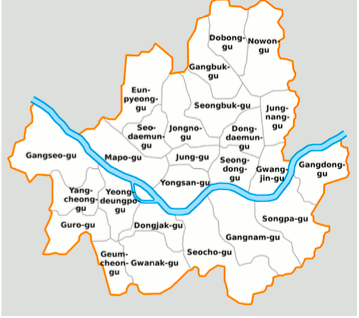 Dobong-
gu
Nowon-
gu
Gangbuk-
gu
Eun-
pyeong-
gu
Seongbuk-gu
Jung-
nang-
gu
Seo-
daemun-
gu
Jongno-
gu
Dong-
daemun-
gu
Gangseo-gu
Mapo-gu
Jung-gu
Seong-
dong-
gu
Gwang-
jin-gu
Gangdong-
gu
Yongsan-gu
Yang-
cheong-
gu
Yeong-
deungpo-
gu
Songpa-gu
Guro-gu
Dongjak-gu
Gangnam-gu
Seocho-gu
Geum-
cheon-
gu
Gwanak-gu